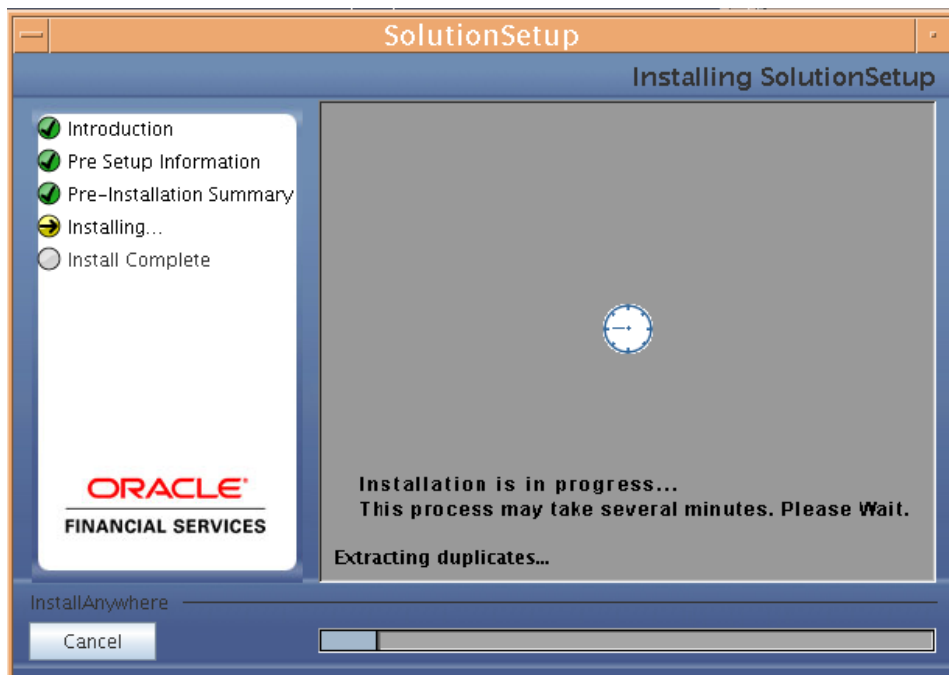 SolutionSetup
Installing SolutionSetup
Introduction
Pre Setup Information
Pre-Installation Summary
Installing...
Install Complete
ORACLE®
FINANCIAL SERVICES
Installation is in progress...
This process may take several minutes. Please Wait.
Extracting duplicates...
InstallAnywhere
Cancel